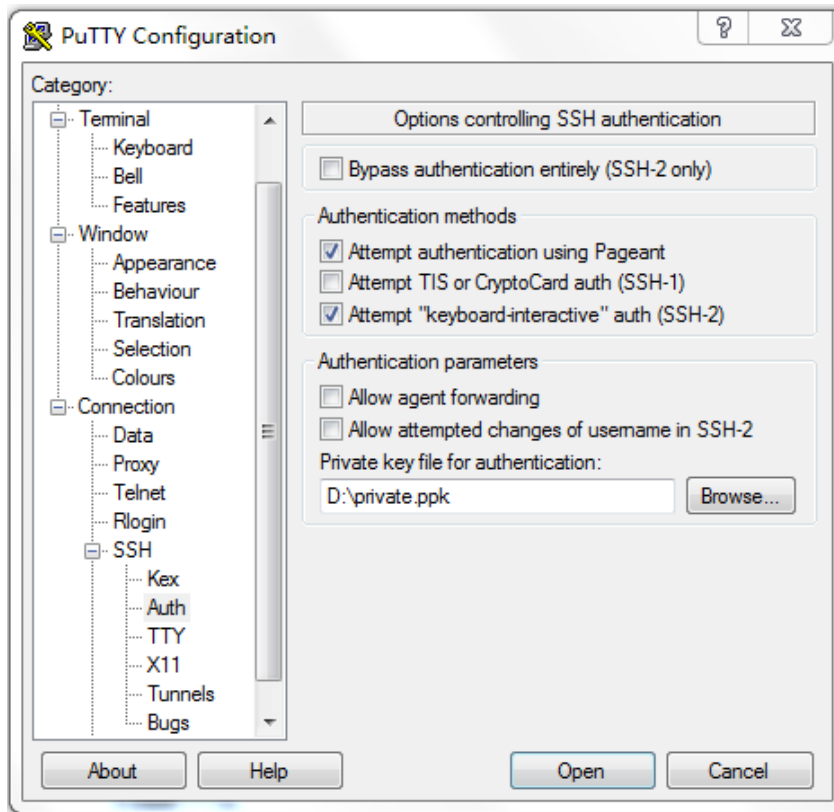 PuTTY Configuration
Category:
Terminal
Keyboard
Bell
Features
Window
Appearance
Behaviour
Translation
Selection
Colours
Connection
Data
Proxy
Telnet
Rlogin
SSH
Kex
Auth
TTY
X11
Tunnels
Bugs
Options controlling SSH authentication
Bypass authentication entirely (SSH-2 only)
Authentication methods
Attempt authentication using Pageant
Attempt TIS or CryptoCard auth (SSH-1)
Attempt "keyboard-interactive" auth (SSH-2)
Authentication parameters
Allow agent forwarding
Allow attempted changes of username in SSH-2
Private key file for authentication:
D:\private.ppk
Browse...
About
Help
Open
Cancel